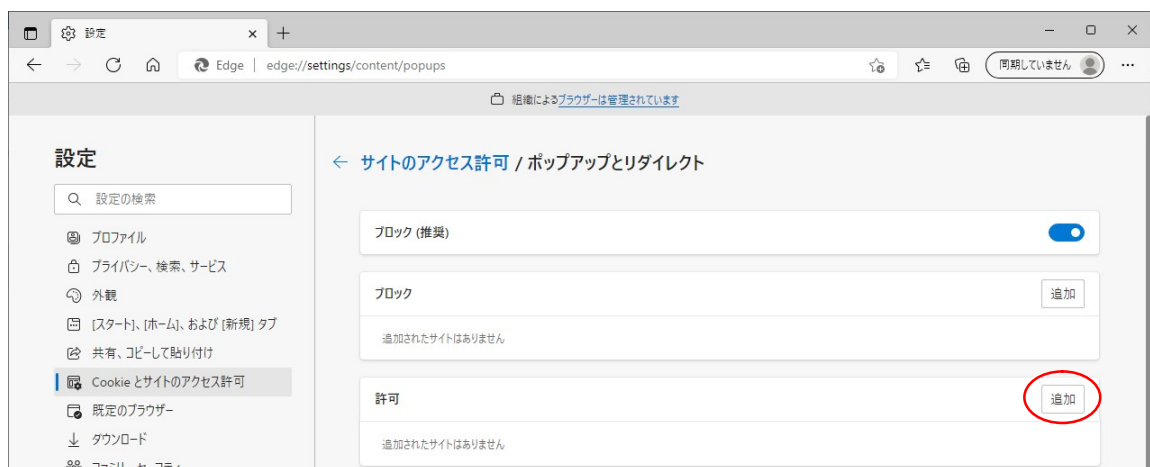 設定
Edge | edge://settings/content/popups
同期していません
組織によるブラウザーは管理されています
設定
設定の検索
プロファイル
プライバシー、検索、サービス
外観
[スタート]、[ホーム]、および [新規] タブ
共有、コピーして貼り付け
Cookie とサイトのアクセス許可
既定のブラウザー
ダウンロード
← サイトのアクセス許可 / ポップアップとリダイレクト
ブロック (推奨)
ブロック
追加
追加されたサイトはありません
許可
追加
追加されたサイトはありません